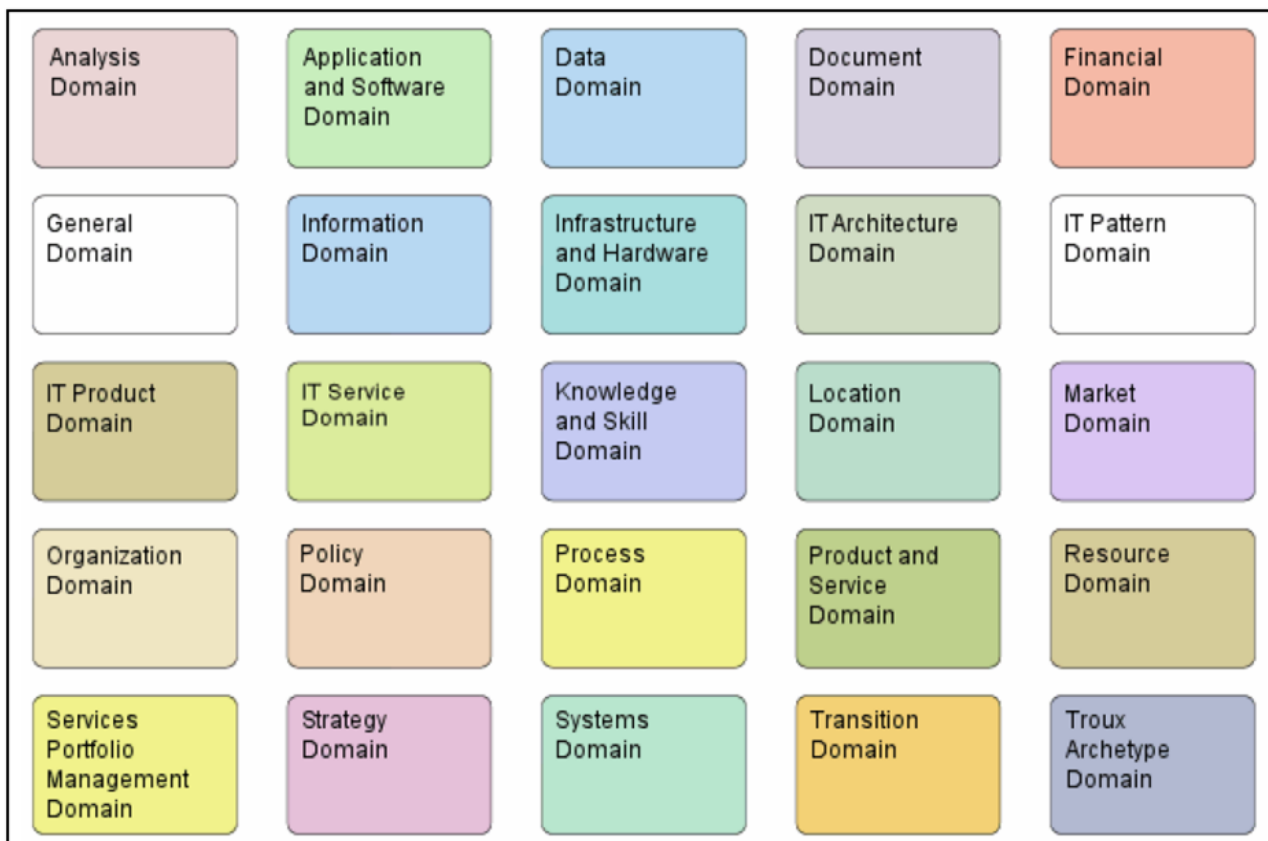 Analysis
Domain
Application
and Software
Domain
Data
Domain
Document
Domain
Financial
Domain
General
Domain
Information
Domain
Infrastructure
and Hardware
Domain
IT Architecture
Domain
IT Pattern
Domain
IT Product
Domain
IT Service
Domain
Knowledge
and Skill
Domain
Location
Domain
Market
Domain
Organization
Domain
Policy
Domain
Process
Domain
Product and
Service
Domain
Resource
Domain
Services
Portfolio
Management
Domain
Strategy
Domain
Systems
Domain
Transition
Domain
Troux
Archetype
Domain